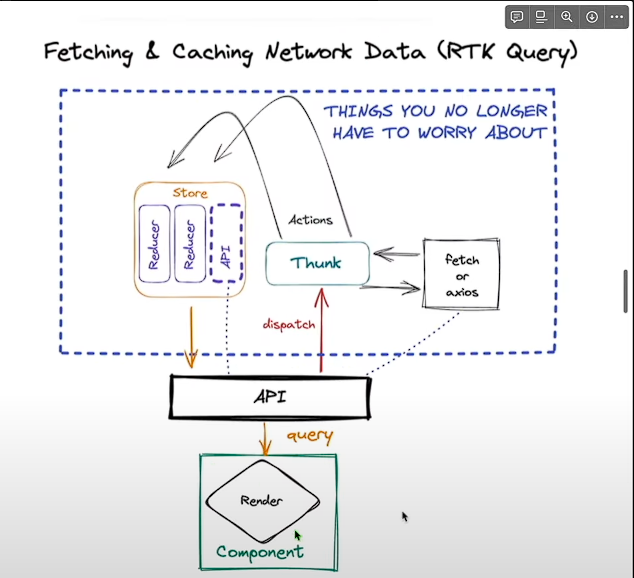 Fetching & Caching Network Data (RTK Query)
THINGS YOU NO LONGER
HAVE TO WORRY ABOUT
Store
Reducer
Reducer
API
Actions
Thunk
fetch
or
axios
dispatch
API
query
Render
Component